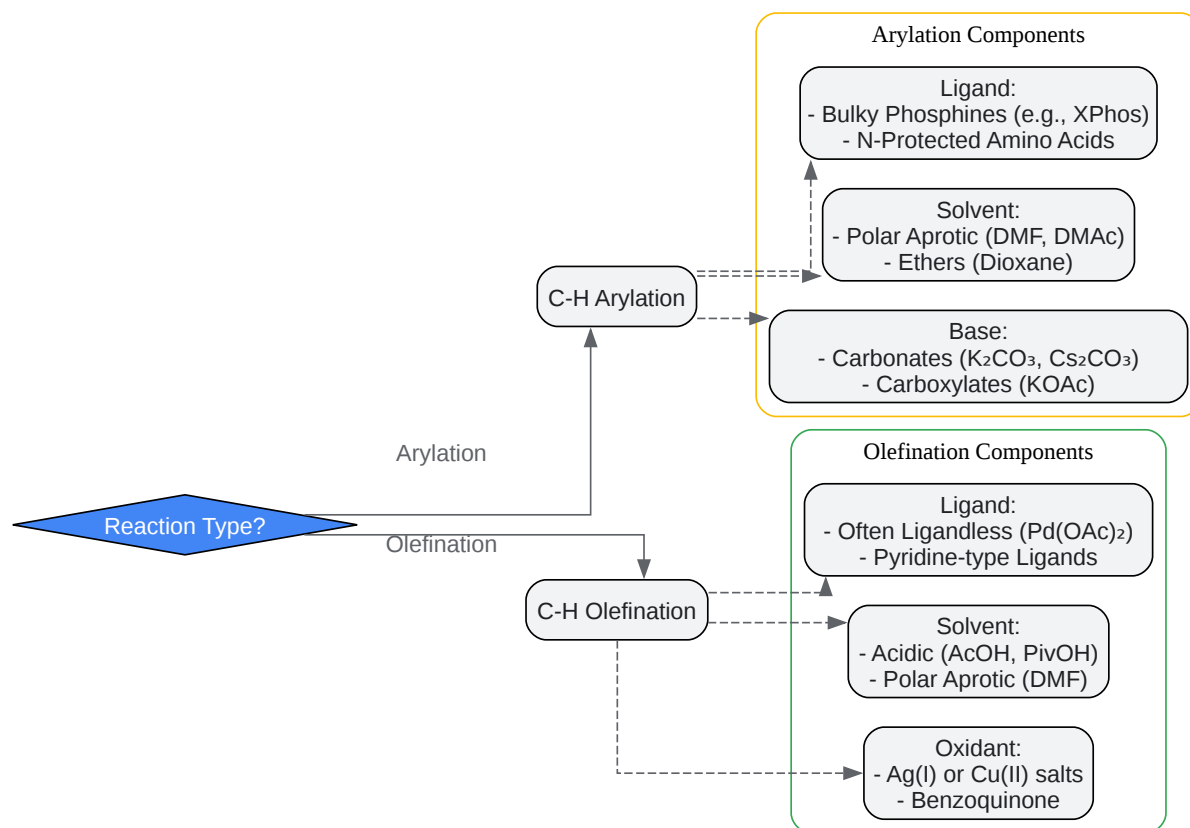 Arylation Components
Ligand:
- Bulky Phosphines (e.g., XPhos)
- N-Protected Amino Acids
Solvent:
- Polar Aprotic (DMF, DMAc)
- Ethers (Dioxane)
C-H Arylation
Base:
- Carbonates (K₂CO₃, Cs₂CO₃)
- Carboxylates (KOAc)
Arylation
Reaction Type?
Olefination
Olefination Components
Ligand:
- Often Ligandless (Pd(OAc)₂)
- Pyridine-type Ligands
C-H Olefination
Solvent:
- Acidic (AcOH, PivOH)
- Polar Aprotic (DMF)
Oxidant:
- Ag(I) or Cu(II) salts
- Benzoquinone